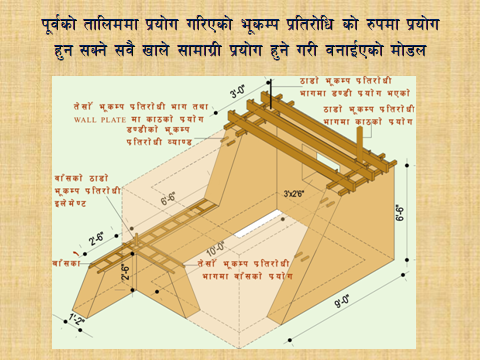 पूर्वको तालिममा प्रयोग गरिएको भूकम्प प्रतिरोधि को रुपमा प्रयोग
हुन सक्ने सवै खाले सामाग्री प्रयोग हुने गरी वनाईएको मोडल
3'-0"
ठाडो भूकम्प प्रतिरोधी
भागमा डण्डी प्रयोग भएको
तेर्सो भूकम्प प्रतिरोधी भाग तथा
WALL PLATE मा काठको प्रयोग
डण्डीको भूकम्प
प्रतिरोधी व्याण्ड
ठाडो भूकम्प प्रतिरोधी
भागमा काठको प्रयोग
बाँसको ठाडो
भूकम्प प्रतिरोधी
इलेमेण्ट
6'-6"
3'x2'6"
6'-6"
2'-6"
10'-0"
बाँसका
2'-6"
तेर्सो भूकम्प प्रतिरोधी
भागमा बाँसको प्रयोग
1'-2"
9'-0"